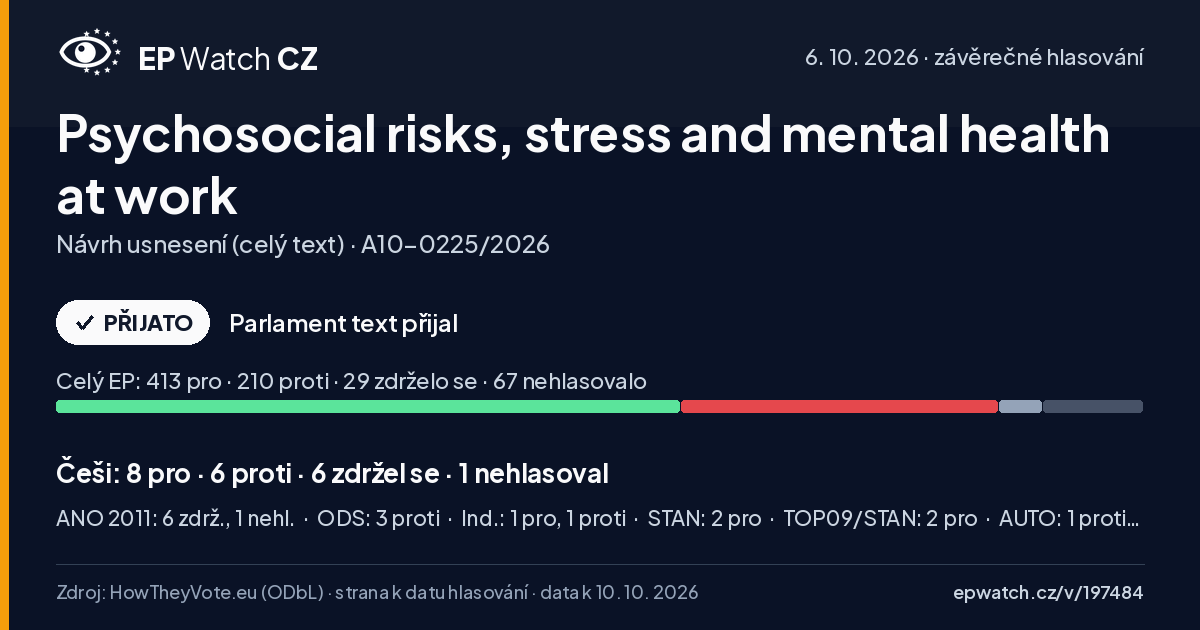 EP Watch CZ
6. 10. 2026 · závěrečné hlasování
Psychosocial risks, stress and mental health
at work
Návrh usnesení (celý text) · A10–0225/2026
✓ PŘIJATO
Parlament text přijal
Celý EP: 413 pro · 210 proti · 29 zdrželo se · 67 nehlasovalo
Češi: 8 pro · 6 proti · 6 zdržel se · 1 nehlasoval
ANO 2011: 6 zdrž., 1 nehl. · ODS: 3 proti · Ind.: 1 pro, 1 proti · STAN: 2 pro · TOP09/STAN: 2 pro · AUTO: 1 proti…
Zdroj: HowTheyVote.eu (ODbL) · strana k datu hlasování · data k 10. 10. 2026
epwatch.cz/v/197484